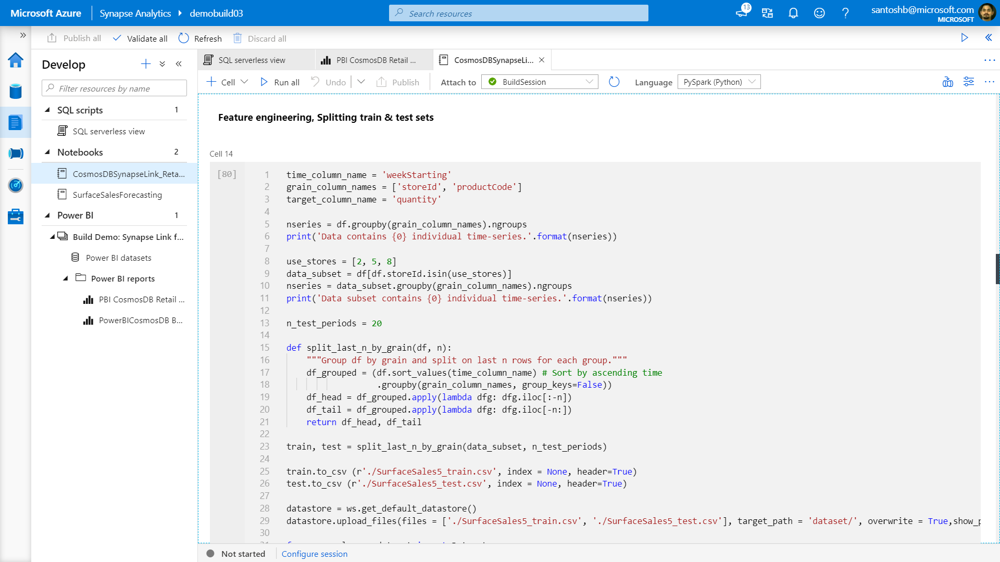 Microsoft Azure
Synapse Analytics
demobuild03
Search resources
13
santoshb@microsoft.com
MICROSOFT
Publish all
Validate all
Refresh
Discard all
Develop
Filter resources by name
SQL scripts 1
SQL serverless view
Notebooks 2
CosmosDBSynapseLink_Reta...
SurfaceSalesForecasting
Power BI 1
Build Demo: Synapse Link f...
Power BI datasets
Power BI reports
PBI CosmosDB Retail ...
PowerBICosmosDB B...
SQL serverless view
PBI CosmosDB Retail ...
CosmosDBSynapseLi...
Cell
Run all
Undo
Publish
Attach to
BuildSession
Language
PySpark (Python)
Feature engineering, Splitting train & test sets
Cell 14
[80]
1 time_column_name = 'weekStarting'
2 grain_column_names = ['storeId', 'productCode']
3 target_column_name = 'quantity'
4
5 nseries = df.groupby(grain_column_names).ngroups
6 print('Data contains {0} individual time-series.'.format(nseries))
7
8 use_stores = [2, 5, 8]
9 data_subset = df[df.storeId.isin(use_stores)]
10 nseries = data_subset.groupby(grain_column_names).ngroups
11 print('Data subset contains {0} individual time-series.'.format(nseries))
12
13 n_test_periods = 20
14
15 def split_last_n_by_grain(df, n):
16 """Group df by grain and split on last n rows for each group."""
17 df_grouped = (df.sort_values(time_column_name) # Sort by ascending time
18 .groupby(grain_column_names, group_keys=False))
19 df_head = df_grouped.apply(lambda dfg: dfg.iloc[:-n])
20 df_tail = df_grouped.apply(lambda dfg: dfg.iloc[-n:])
21 return df_head, df_tail
22
23 train, test = split_last_n_by_grain(data_subset, n_test_periods)
24
25 train.to_csv (r'./SurfaceSales5_train.csv', index = None, header=True)
26 test.to_csv (r'./SurfaceSales5_test.csv', index = None, header=True)
27
28 datastore = ws.get_default_datastore()
29 datastore.upload_files(files = ['./SurfaceSales5_train.csv', './SurfaceSales5_test.csv'], target_path = 'dataset/', overwrite = True,show_p
30
Not started
Configure session